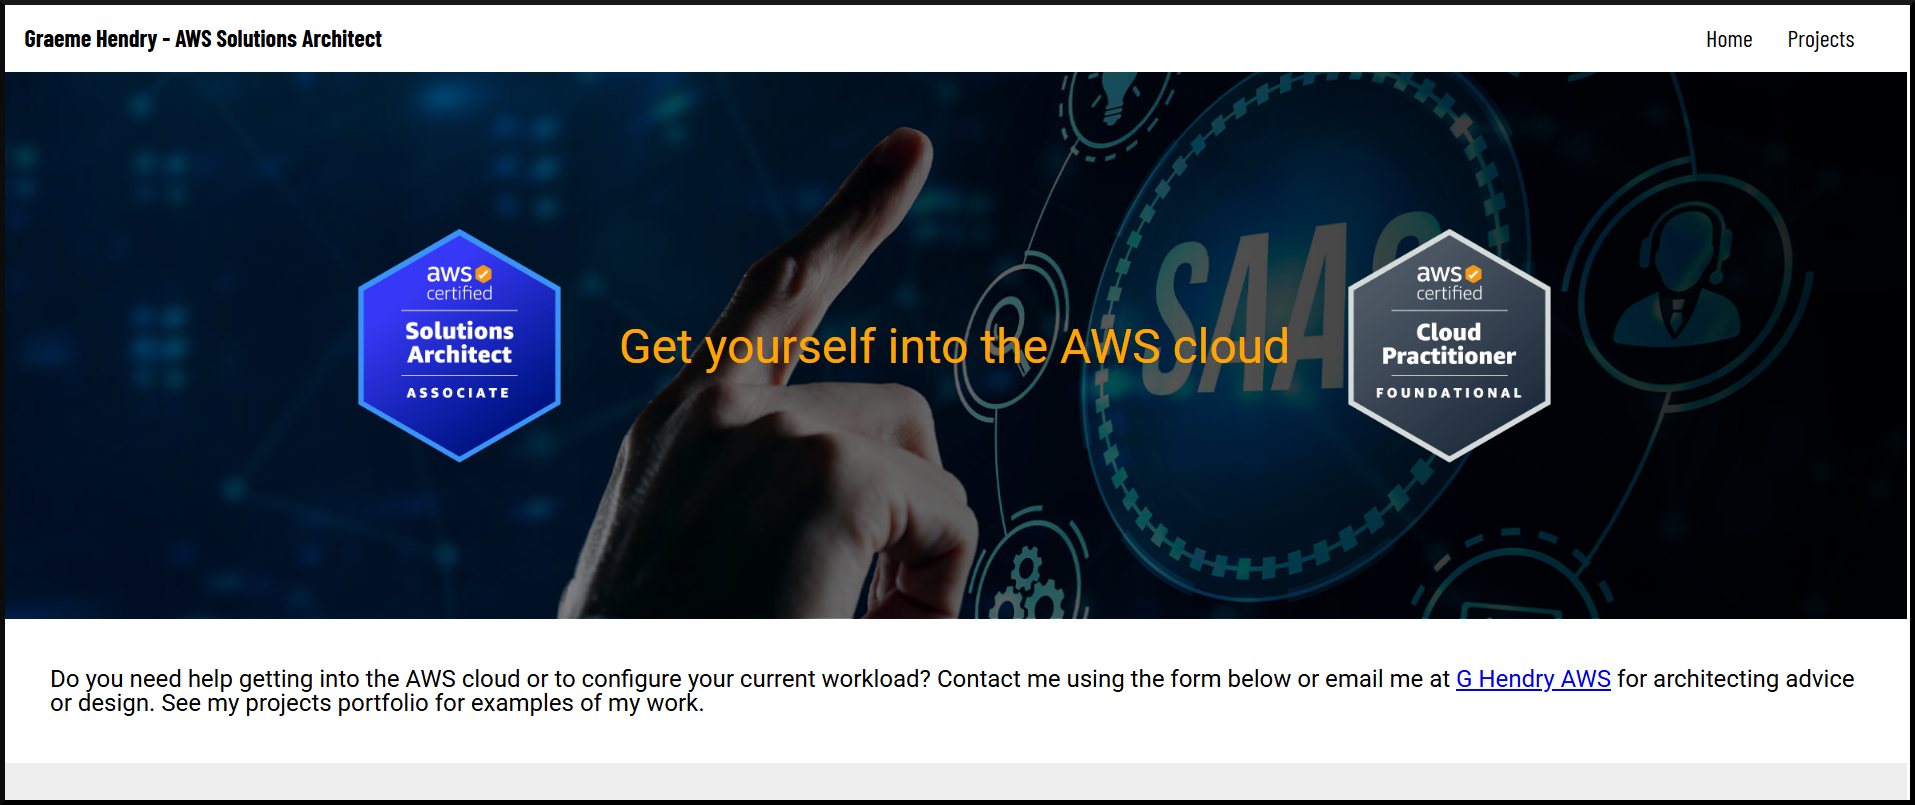 Graeme Hendry - AWS Solutions Architect
Home Projects
SAAS
aws
certified
Solutions
Architect
ASSOCIATE
Get yourself into the AWS cloud
aws
certified
Cloud
Practitioner
FOUNDATIONAL
Do you need help getting into the AWS cloud or to configure your current workload? Contact me using the form below or email me at G Hendry AWS for architecting advice
or design. See my projects portfolio for examples of my work.